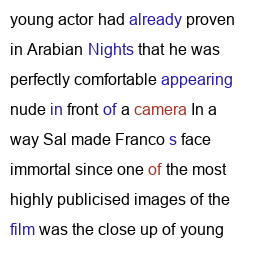 young actor had already proven
in Arabian Nights that he was
perfectly comfortable appearing
nude in front of a camera In a
way Sal made Franco s face
immortal since one of the most
highly publicised images of the
film was the close up of young